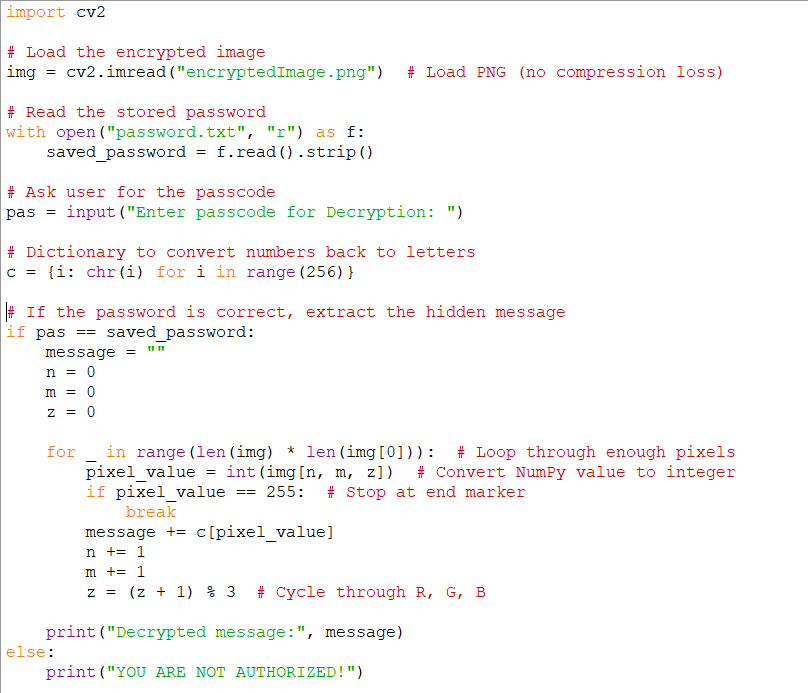 import cv2

# Load the encrypted image
img = cv2.imread("encryptedImage.png")  # Load PNG (no compression loss)

# Read the stored password
with open("password.txt", "r") as f:
    saved_password = f.read().strip()

# Ask user for the passcode
pas = input("Enter passcode for Decryption: ")

# Dictionary to convert numbers back to letters
c = {i: chr(i) for i in range(256)}

# If the password is correct, extract the hidden message
if pas == saved_password:
    message = ""
    n = 0
    m = 0
    z = 0

    for _ in range(len(img) * len(img[0])):  # Loop through enough pixels
        pixel_value = int(img[n, m, z])  # Convert NumPy value to integer
        if pixel_value == 255:  # Stop at end marker
            break
        message += c[pixel_value]
        n += 1
        m += 1
        z = (z + 1) % 3  # Cycle through R, G, B

    print("Decrypted message:", message)
else:
    print("YOU ARE NOT AUTHORIZED!")